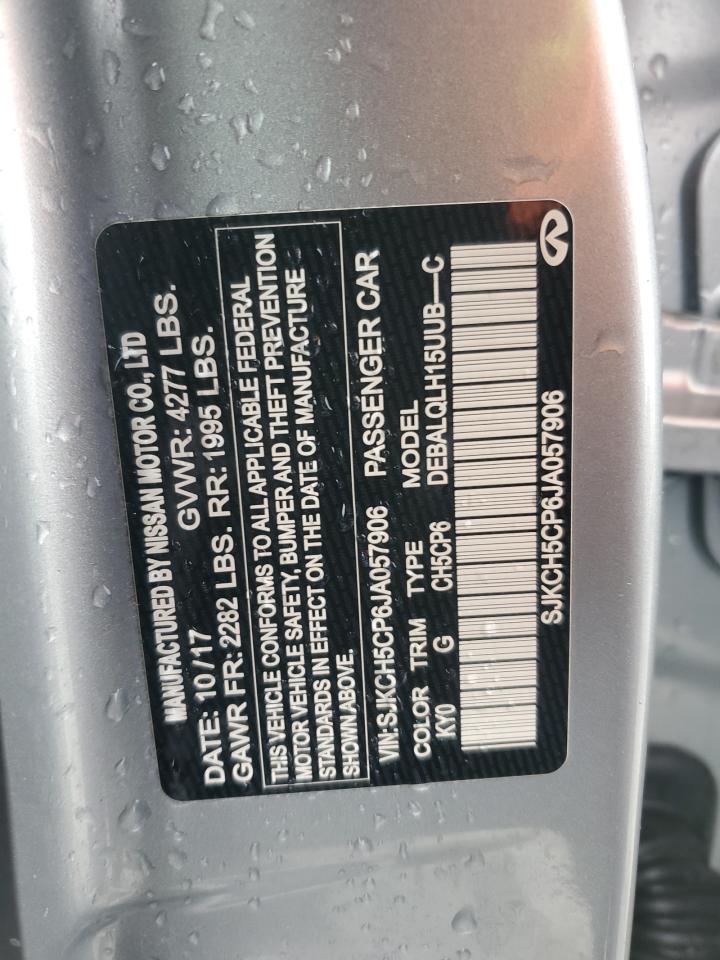 MANUFACTURED BY NISSAN MOTOR CO., LTD
DATE: 10 /17 GVWR: 4277 LBS.
GAWR FR: 2282 LBS. RR: 1995 LBS.
THIS VEHICLE CONFORMS TO ALL APPLICABLE FEDERAL
MOTOR VEHICLE SAFETY, BUMPER AND THEFT PREVENTION
STANDARDS IN EFFECT ON THE DATE OF MANUFACTURE
SHOWN ABOVE.
VIN:SJKCH5CP6JA057906 PASSENGER CAR
COLOR TRIM TYPE MODEL
KY0 G CH5CP6 DEBALQLH15UUB—C
SJKCH5CP6JA057906